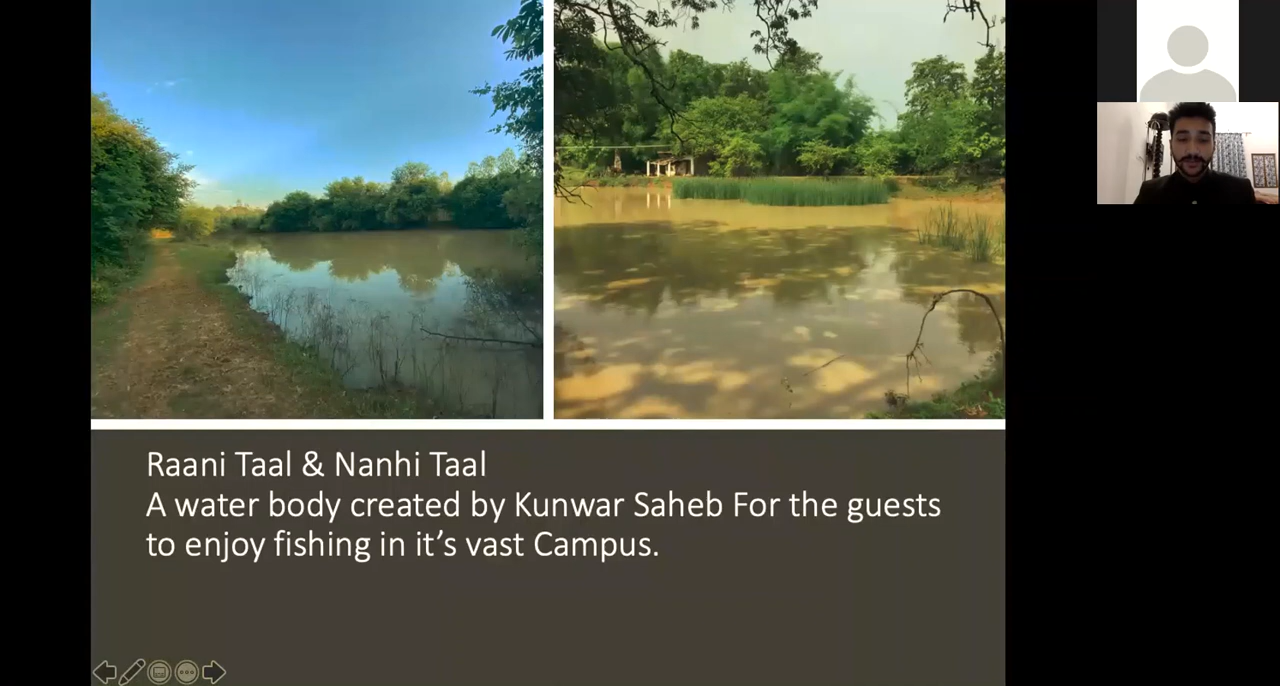 Raani Taal & Nanhi Taal
A water body created by Kunwar Saheb For the guests
to enjoy fishing in it’s vast Campus.